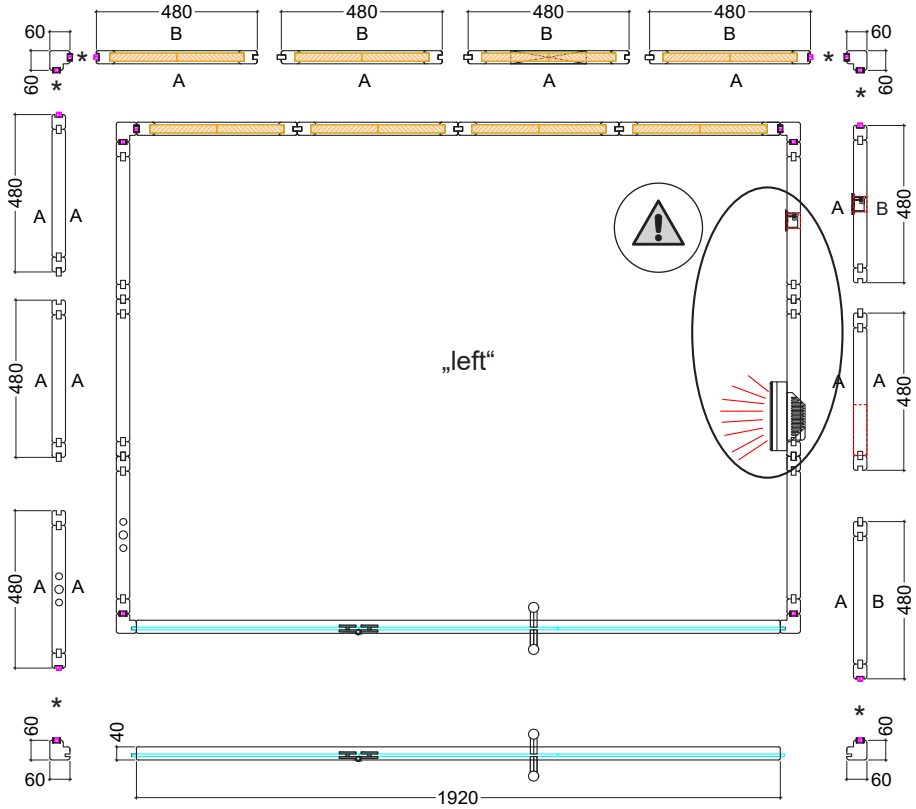 480 480 480 480
60 B B B B 60
60 * * A A A A * * 60
* *
480 A A A B 480
„left“
480 A A A A 480
480 A A A B 480
* *
60 40 60
60 60
1920